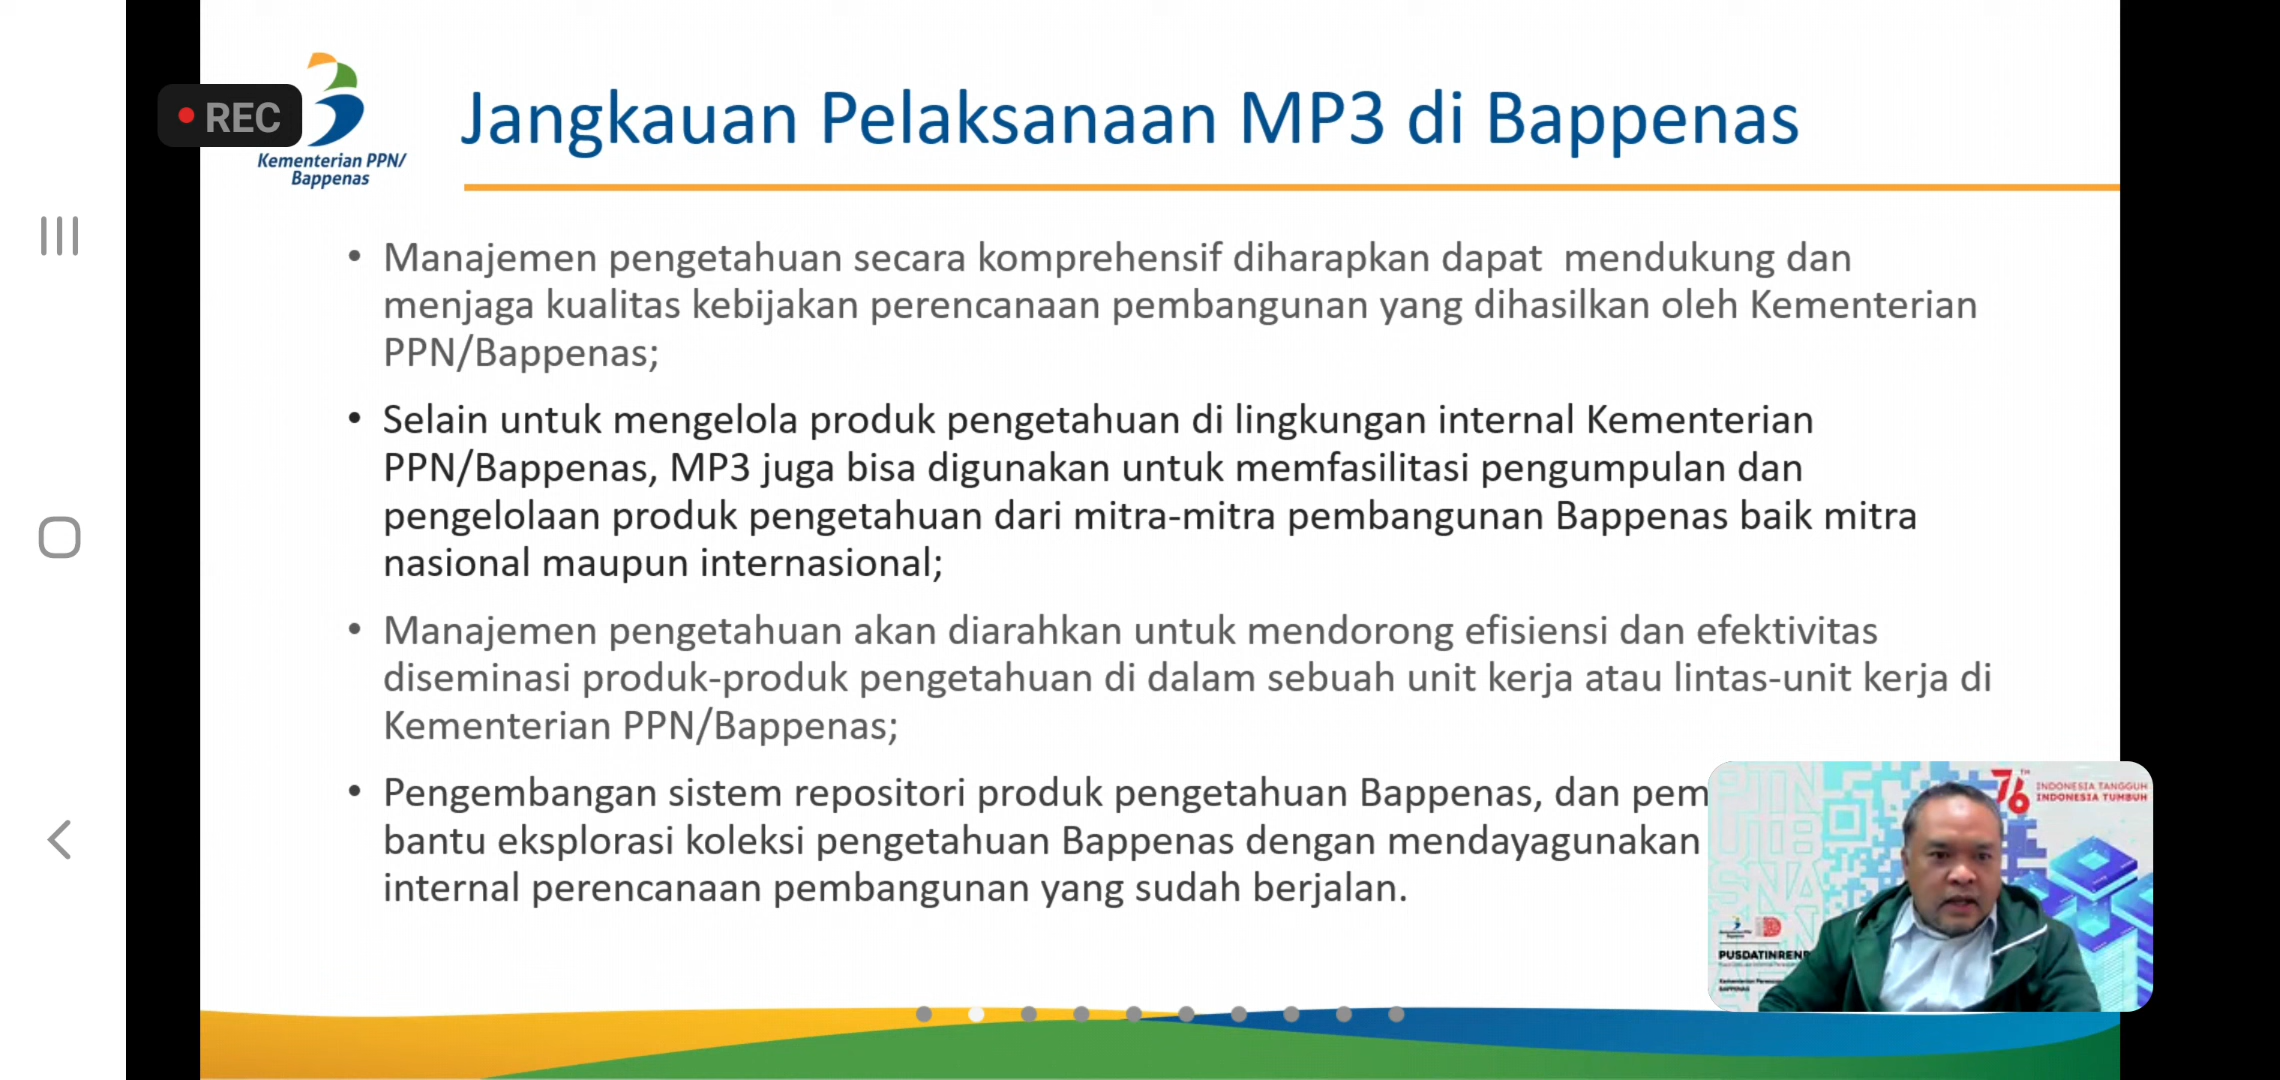 REC
Kementerian PPN/
Bappenas
Jangkauan Pelaksanaan MP3 di Bappenas
• Manajemen pengetahuan secara komprehensif diharapkan dapat mendukung dan
menjaga kualitas kebijakan perencanaan pembangunan yang dihasilkan oleh Kementerian
PPN/Bappenas;
• Selain untuk mengelola produk pengetahuan di lingkungan internal Kementerian
PPN/Bappenas, MP3 juga bisa digunakan untuk memfasilitasi pengumpulan dan
pengelolaan produk pengetahuan dari mitra-mitra pembangunan Bappenas baik mitra
nasional maupun internasional;
• Manajemen pengetahuan akan diarahkan untuk mendorong efisiensi dan efektivitas
diseminasi produk-produk pengetahuan di dalam sebuah unit kerja atau lintas-unit kerja di
Kementerian PPN/Bappenas;
• Pengembangan sistem repositori produk pengetahuan Bappenas, dan pem
bantu eksplorasi koleksi pengetahuan Bappenas dengan mendayagunakan
internal perencanaan pembangunan yang sudah berjalan.
76
TH
INDONESIA TANGGUH
INDONESIA TUMBUH
PUSDATINREN